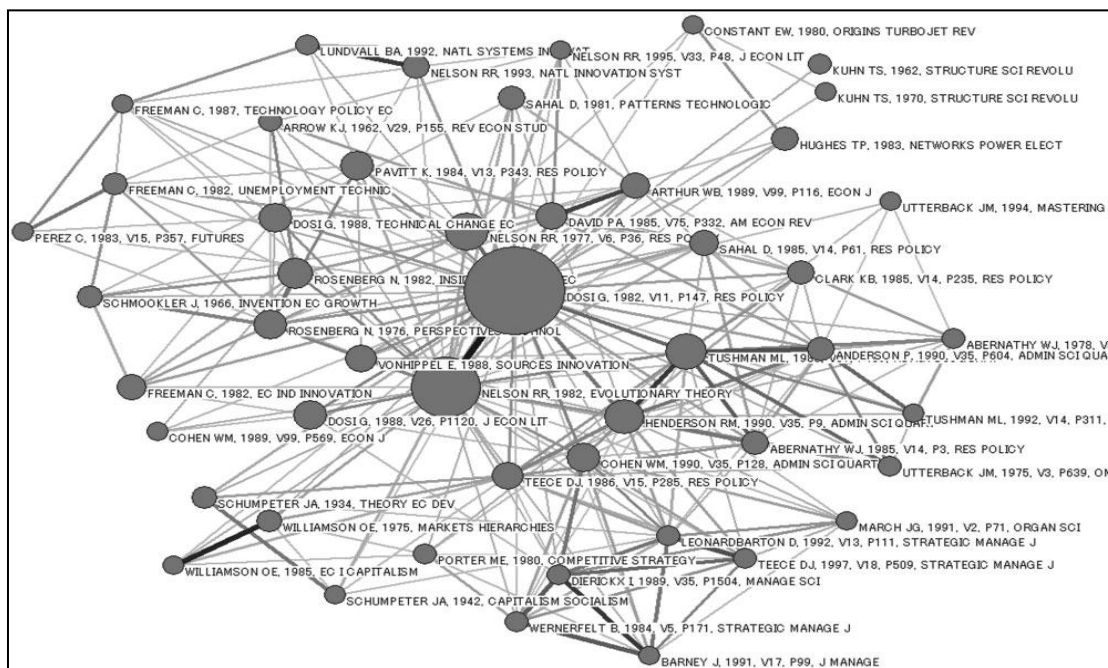 CONSTANT EW, 1980, ORIGINS TURBOJET REV
LUNDVALL BA, 1992, NATL SYSTEMS IN AT
NELSON RR, 1995, V33, P48, J ECON LIT
KUHN TS, 1962, STRUCTURE SCI REVOLU
NELSON RR, 1993, NATL INNOVATION SYST
KUHN TS, 1970, STRUCTURE SCI REVOLU
FREEMAN C, 1987, TECHNOLOGY POLICY EC
SAHAL D, 1981, PATTERNS TECHNOLOGIC
ARROW KJ, 1962, V29, P155, REV ECON STUD
HUGHES TP, 1983, NETWORKS POWER ELECT
PAVITT K, 1984, V13, P343, RES POLICY
FREEMAN C, 1982, UNEMPLOYMENT TECHNIC
ARTHUR WB, 1989, V99, P116, ECON J
UTTERBACK JM, 1994, MASTERING
DOSI G, 1988, TECHNICAL CHANGE EC
DAVID PA, 1985, V75, P332, AM ECON REV
PEREZ C, 1983, V15, P357, FUTURES
NELSON RR, 1977, V6, P36, RES PO
SAHAL D, 1985, V14, P61, RES POLICY
ROSENBERG N, 1982, INSI EC
CLARK KB, 1985, V14, P235, RES POLICY
SCHMOOKLER J, 1966, INVENTION EC GROWTH
DOSI G, 1982, V11, P147, RES POLICY
ROSENBERG N, 1976, PERSPECTIVES HNOL
ABERNATHY WJ, 1978, V
TUSHMAN ML,
ANDERSON P, 1990, V35, P604, ADMIN SCI QUAR
VONHIPPEL E, 1988, SOURCES INNOVATION
FREEMAN C, 1982, EC IND INNOVATION
NELSON RR, 1982, EVOLUTIONARY THEORY
TUSHMAN ML, 1992, V14, P311,
DOSI G, 1988, V26, P1120, J ECON LIT
HENDERSON RM, 1990, V35, P9, ADMIN SCI QUAR
COHEN WM, 1989, V99, P569, ECON J
ABERNATHY WJ, 1985, V14, P3, RES POLICY
COHEN WM, 1990, V35, P128, ADMIN SCI QUART
UTTERBACK JM, 1975, V3, P639, OM
TEECE DJ, 1986, V15, P285, RES POLICY
SCHUMPETER JA, 1934, THEORY EC DEV
WILLIAMSON OE, 1975, MARKETS HIERARCHIES
MARCH JG, 1991, V2, P71, ORGAN SCI
LEONARDBARTON D, 1992, V13, P111, STRATEGIC MANAGE J
PORTER ME, 1980, COMPETITIVE STRATEGY
TEECE DJ, 1997, V18, P509, STRATEGIC MANAGE J
WILLIAMSON OE, 1985, EC I CAPITALISM
DIERICKX I, 1989, V35, P1504, MANAGE SCI
SCHUMPETER JA, 1942, CAPITALISM SOCIALISM
WERNERFELT B, 1984, V5, P171, STRATEGIC MANAGE J
BARNEY J, 1991, V17, P99, J MANAGE